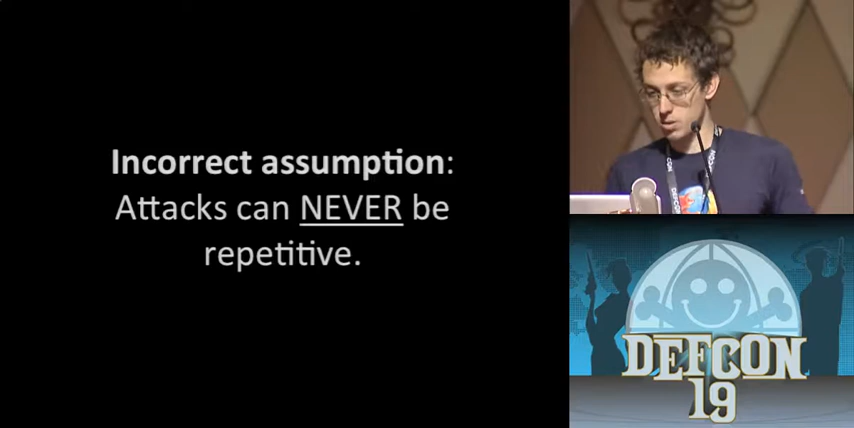 Incorrect assumption:
Attacks can NEVER be
repetitive.
DEFCON
19